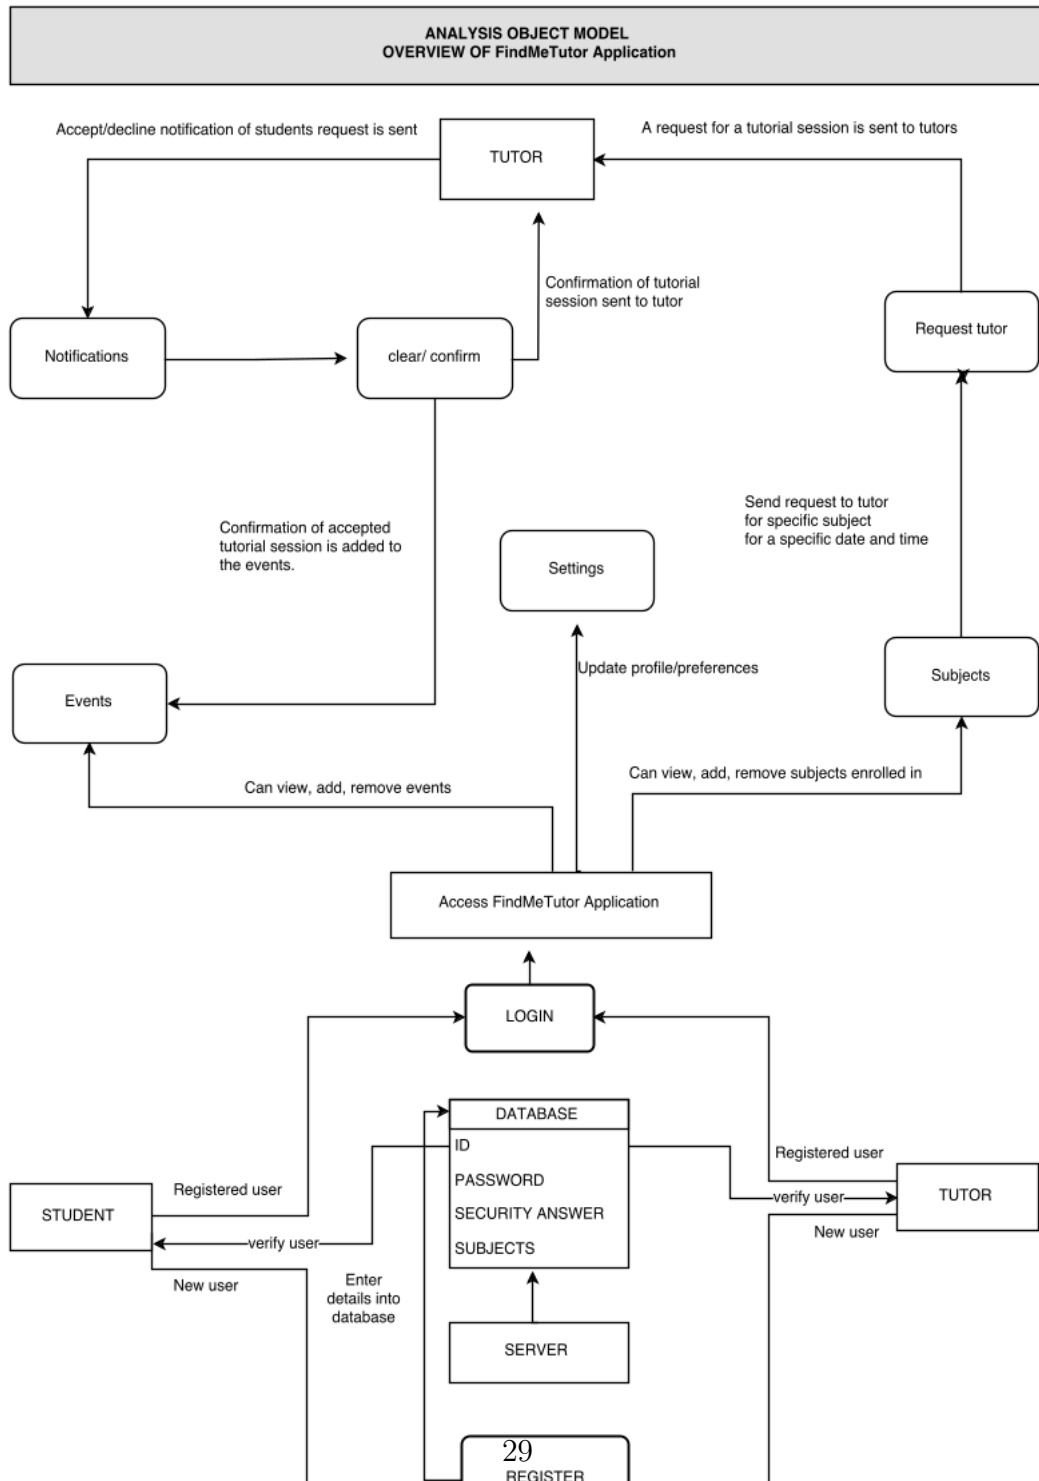 ANALYSIS OBJECT MODEL
OVERVIEW OF FindMeTutor Application
Accept/decline notification of students request is sent
A request for a tutorial session is sent to tutors
TUTOR
Confirmation of tutorial
session sent to tutor
Notifications
clear/ confirm
Request tutor
Send request to tutor
for specific subject
for a specific date and time
Confirmation of accepted
tutorial session is added to
the events.
Settings
Update profile/preferences
Events
Subjects
Can view, add, remove events
Can view, add, remove subjects enrolled in
Access FindMeTutor Application
LOGIN
DATABASE
ID
PASSWORD
SECURITY ANSWER
SUBJECTS
Registered user
Registered user
STUDENT
verify user
verify user
TUTOR
New user
New user
Enter
details into
database
SERVER
29
REGISTER